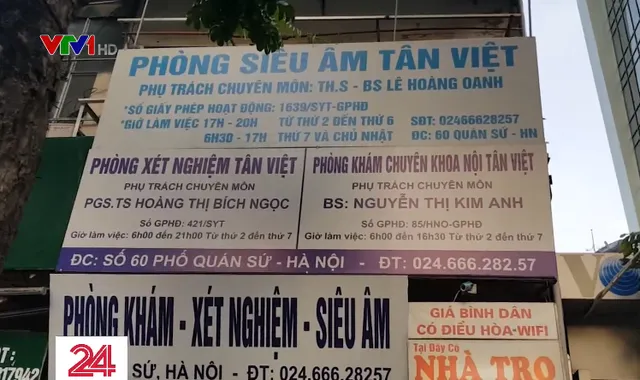 VTV1 HD
PHÒNG SIÊU ÂM TÂN VIỆT
PHỤ TRÁCH CHUYÊN MÔN: TH.S - BS LÊ HOÀNG OANH
*SỐ GIẤY PHÉP HOẠT ĐỘNG: 1639/SYT-GPHĐ
*GIỜ LÀM VIỆC 17H - 20H TỪ THỨ 2 ĐẾN THỨ 6 SĐT: 02466628257
6H30 - 17H THỨ 7 VÀ CHỦ NHẬT ĐC: 60 QUÁN SỨ - HN
PHÒNG XÉT NGHIỆM TÂN VIỆT
PHỤ TRÁCH CHUYÊN MÔN
PGS.TS HOÀNG THỊ BÍCH NGỌC
Số GPHĐ: 421/SYT
Giờ làm việc: 6h00 đến 21h00 Từ thứ 2 đến thứ 7
PHÒNG KHÁM CHUYÊN KHOA NỘI TÂN VIỆT
PHỤ TRÁCH CHUYÊN MÔN
BS: NGUYỄN THỊ KIM ANH
Số GPHĐ: 85/HNO-GPHĐ
Giờ làm việc: 6h00 đến 16h30 Từ thứ 2 đến thứ 7
ĐC: SỐ 60 PHỐ QUÁN SỨ - HÀ NỘI - ĐT: 024.666.282.57
PHÒNG KHÁM - XÉT NGHIỆM - SIÊU ÂM
SỨ, HÀ NỘI - ĐT: 024.666.28257
GIÁ BÌNH DÂN
CÓ ĐIỀU HÒA-WIFI
Tại Đây Có
NHÀ TRỌ
24